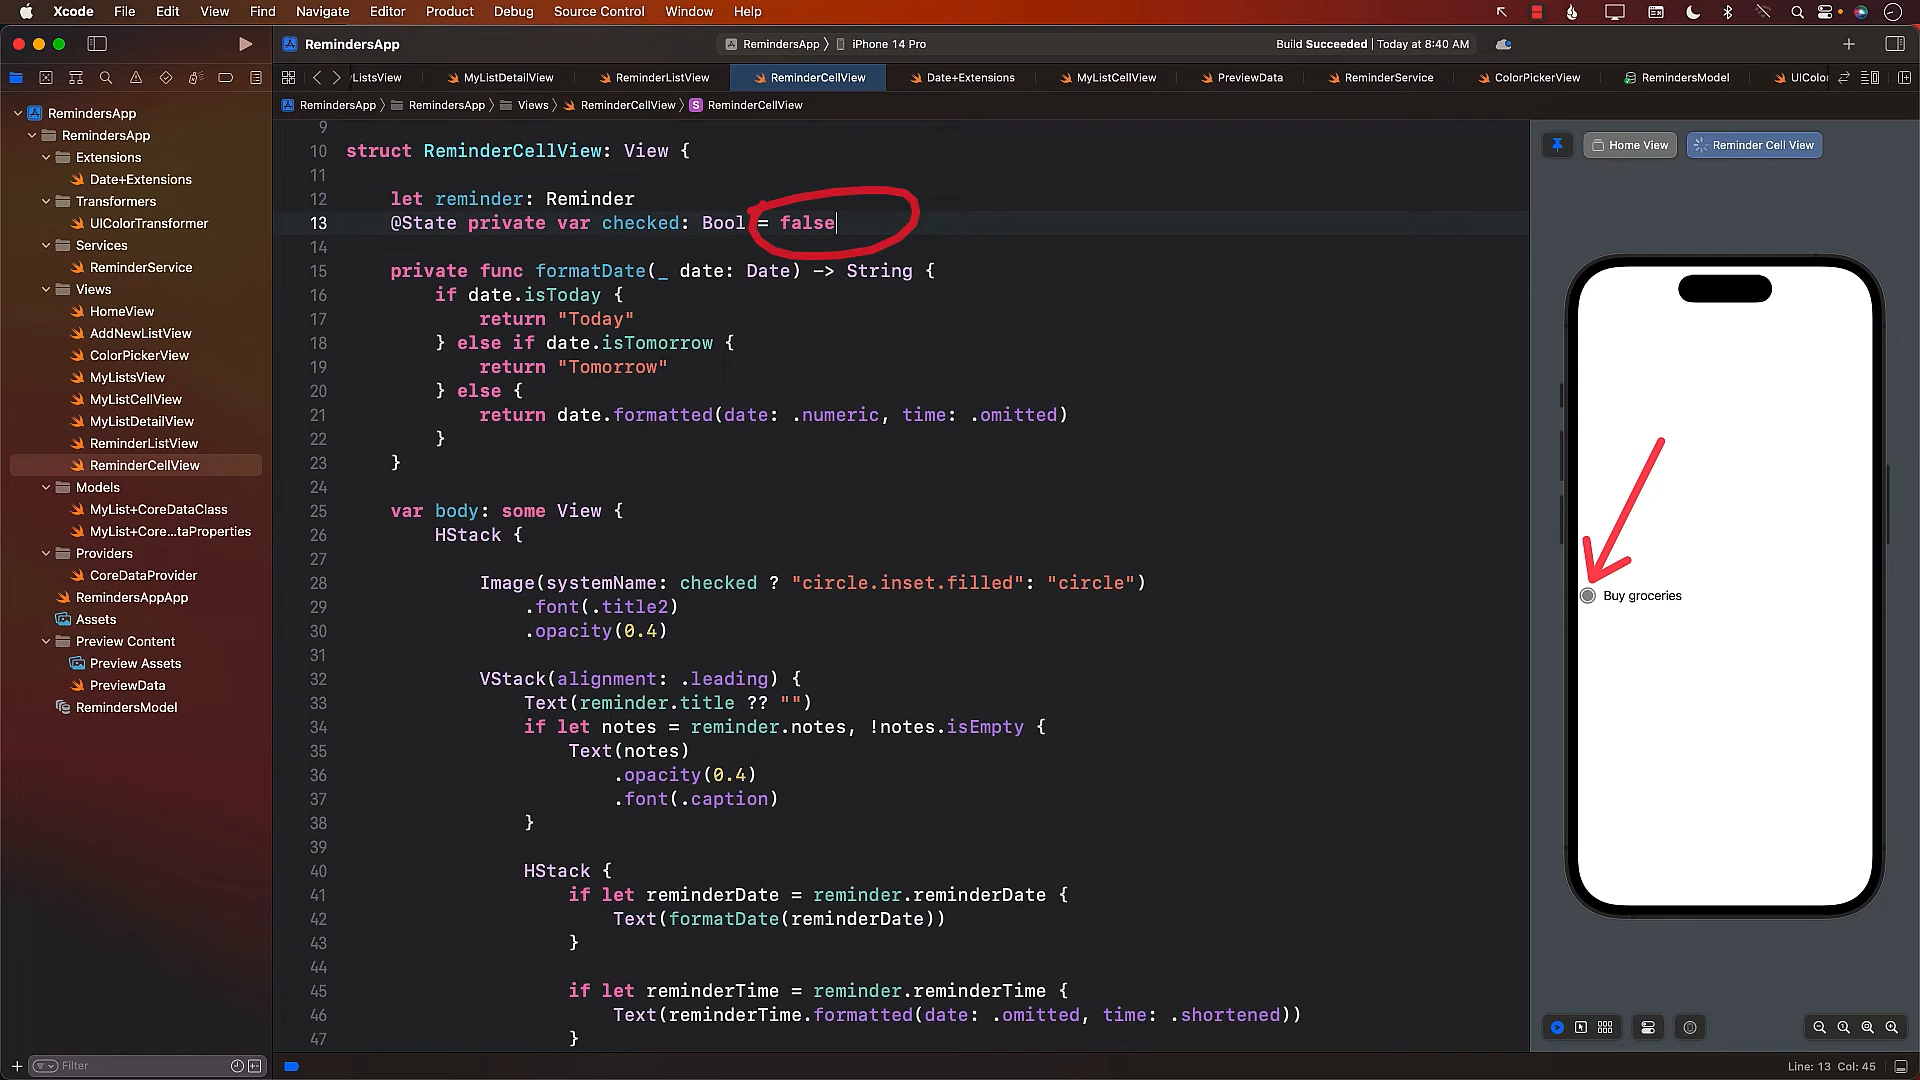 Xcode File Edit View Find Navigate Editor Product Debug Source Control Window Help
RemindersApp
RemindersApp 〉 iPhone 14 Pro
Build Succeeded | Today at 8:40 AM
yListsView MyListDetailView ReminderListView ReminderCellView Date+Extensions MyListCellView PreviewData ReminderService ColorPickerView RemindersModel UIColor
RemindersApp 〉 RemindersApp 〉 Views 〉 ReminderCellView 〉 S ReminderCellView
RemindersApp
RemindersApp
Extensions
Date+Extensions
Transformers
UIColorTransformer
Services
ReminderService
Views
HomeView
AddNewListView
ColorPickerView
MyListsView
MyListCellView
MyListDetailView
ReminderListView
ReminderCellView
Models
MyList+CoreDataClass
MyList+Core...taProperties
Providers
CoreDataProvider
RemindersAppApp
Assets
Preview Content
Preview Assets
PreviewData
RemindersModel
Filter
9
10 struct ReminderCellView: View {
11
12 let reminder: Reminder
13 @State private var checked: Bool = false
14
15 private func formatDate(_ date: Date) -> String {
16 if date.isToday {
17 return "Today"
18 } else if date.isTomorrow {
19 return "Tomorrow"
20 } else {
21 return date.formatted(date: .numeric, time: .omitted)
22 }
23 }
24
25 var body: some View {
26 HStack {
27
28 Image(systemName: checked ? "circle.inset.filled": "circle")
29 .font(.title2)
30 .opacity(0.4)
31
32 VStack(alignment: .leading) {
33 Text(reminder.title ?? "")
34 if let notes = reminder.notes, !notes.isEmpty {
35 Text(notes)
36 .opacity(0.4)
37 .font(.caption)
38 }
39
40 HStack {
41 if let reminderDate = reminder.reminderDate {
42 Text(formatDate(reminderDate))
43 }
44
45 if let reminderTime = reminder.reminderTime {
46 Text(reminderTime.formatted(date: .omitted, time: .shortened))
47 }
Home View Reminder Cell View
Buy groceries
Line: 13 Col: 45